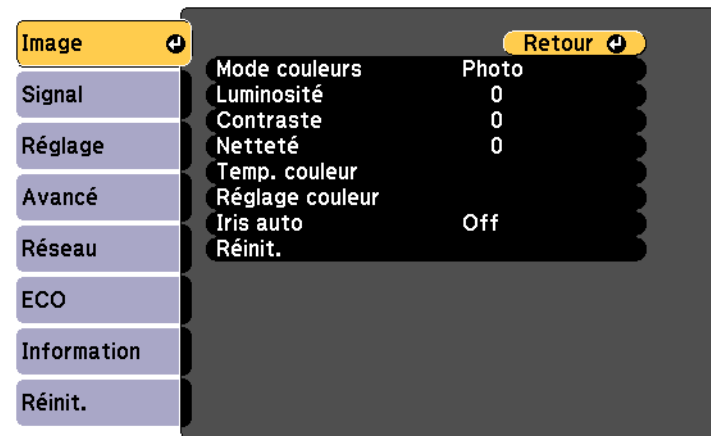 Image
Signal
Réglage
Avancé
Réseau
ECO
Information
Réinit.
Retour
Mode couleurs Photo
Luminosité 0
Contraste 0
Netteté 0
Temp. couleur
Réglage couleur
Iris auto Off
Réinit.